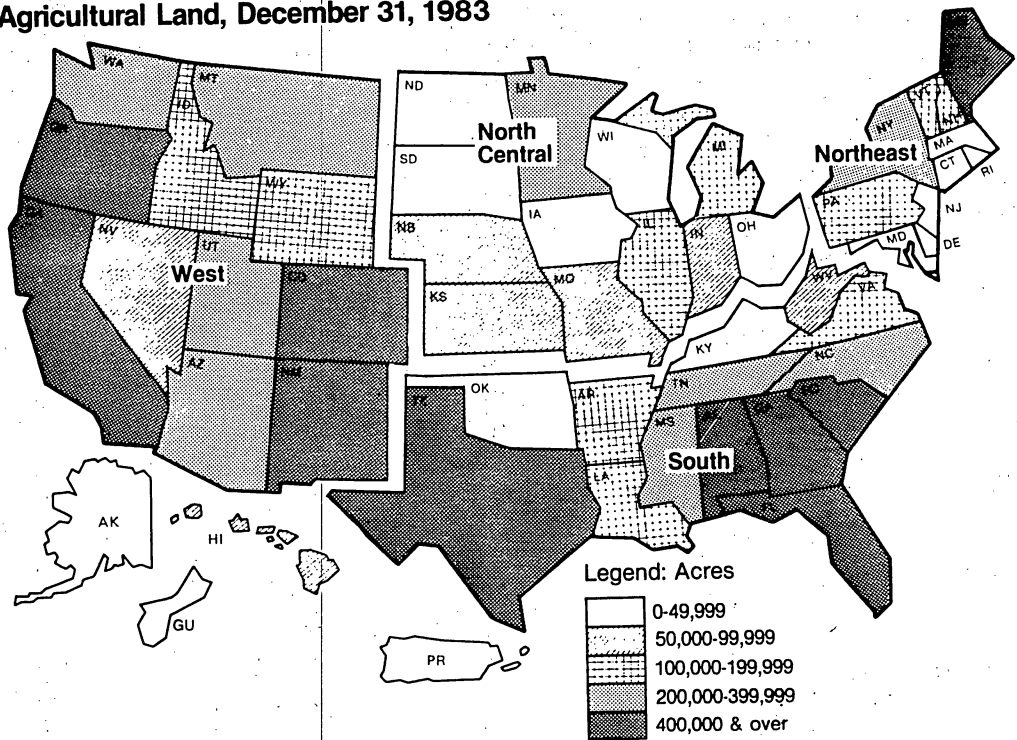 Agricultural Land, December 31, 1983
WA
MT
ND
MN
ID
OR
North
Central
WI
MI
NY
VT
NH
MA
Northeast
CT
RI
SD
WY
CA
NV
UT
NB
IA
IL
IN
OH
PA
NJ
MD
DE
West
CO
KS
MO
WV
VA
KY
AZ
NM
NC
TN
OK
TX
AR
SC
MS
AL
GA
South
LA
FL
AK
HI
GU
PR
Legend: Acres
0-49,999
50,000-99,999
100,000-199,999
200,000-399,999
400,000 & over